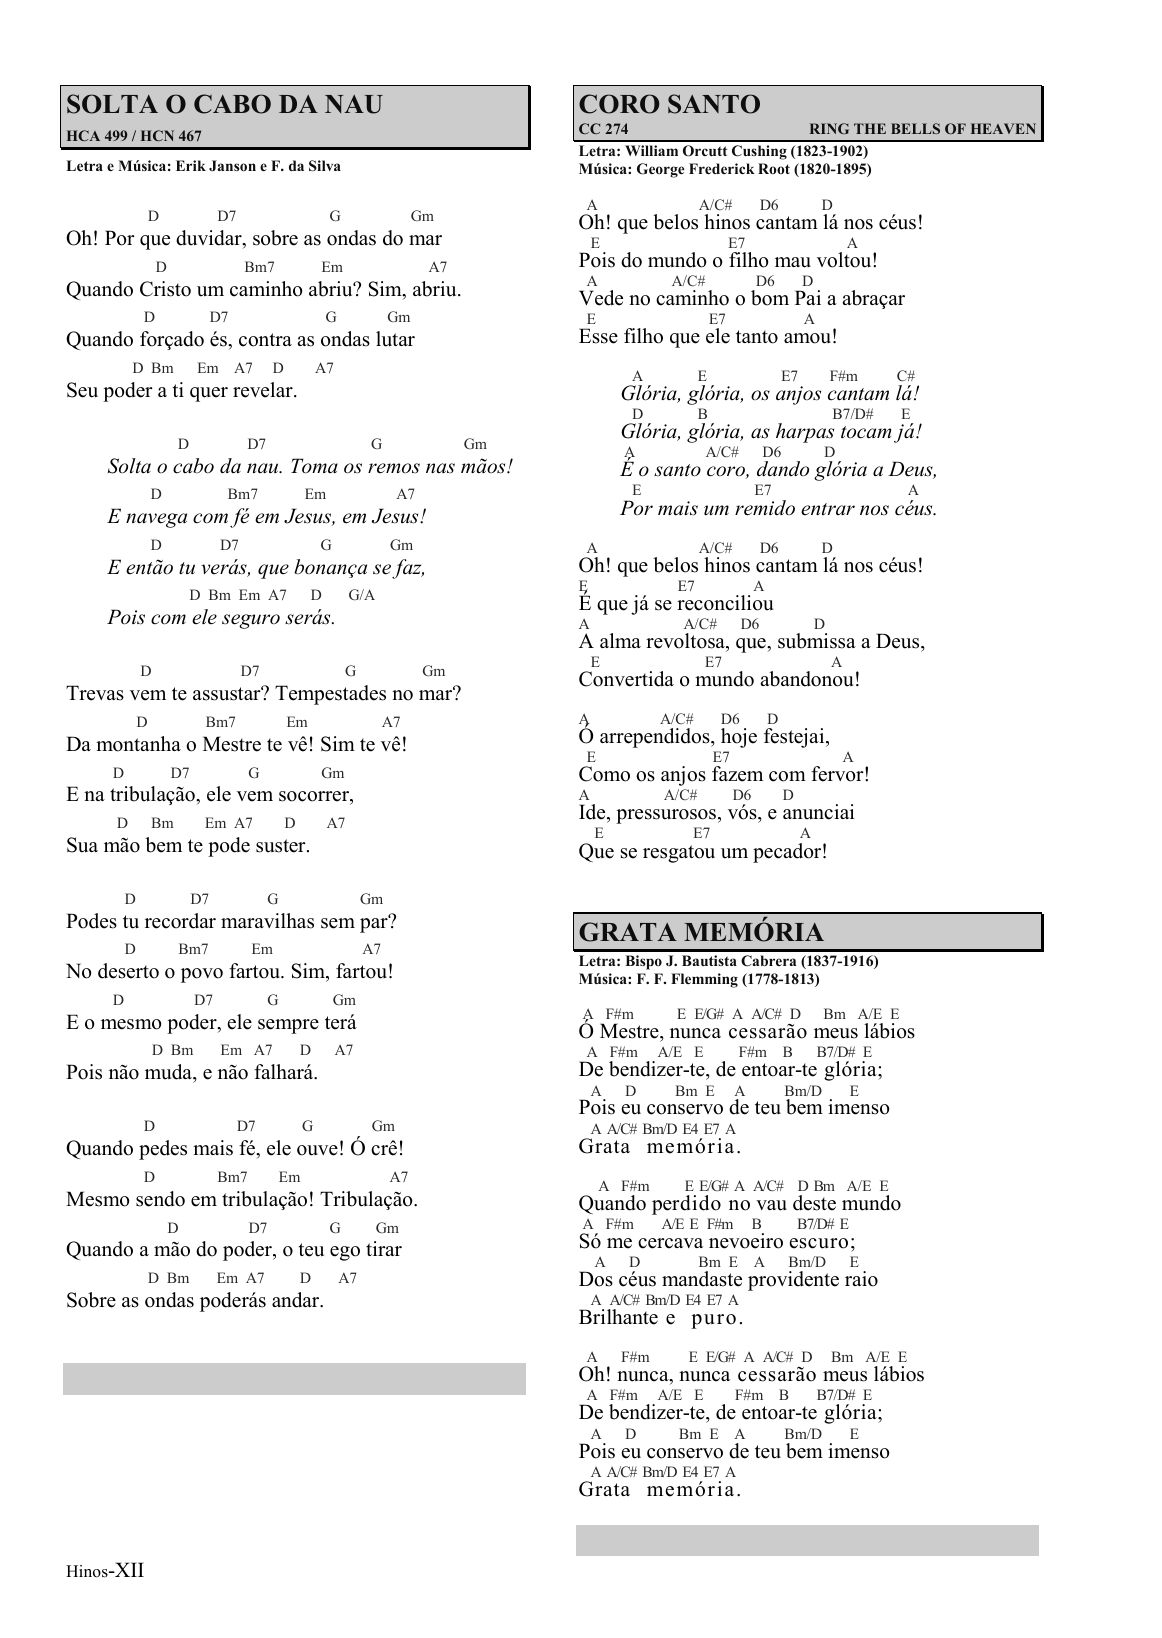 SOLTA O CABO DA NAU
HCA 499 / HCN 467
Letra e Música: Erik Janson e F. da Silva
D D7 G Gm
Oh! Por que duvidar, sobre as ondas do mar
D Bm7 Em A7
Quando Cristo um caminho abriu? Sim, abriu.
D D7 G Gm
Quando forçado és, contra as ondas lutar
D Bm Em A7 D A7
Seu poder a ti quer revelar.
D D7 G Gm
Solta o cabo da nau. Toma os remos nas mãos!
D Bm7 Em A7
E navega com fé em Jesus, em Jesus!
D D7 G Gm
E então tu verás, que bonança se faz,
D Bm Em A7 D G/A
Pois com ele seguro serás.
D D7 G Gm
Trevas vem te assustar? Tempestades no mar?
D Bm7 Em A7
Da montanha o Mestre te vê! Sim te vê!
D D7 G Gm
E na tribulação, ele vem socorrer,
D Bm Em A7 D A7
Sua mão bem te pode suster.
D D7 G Gm
Podes tu recordar maravilhas sem par?
D Bm7 Em A7
No deserto o povo fartou. Sim, fartou!
D D7 G Gm
E o mesmo poder, ele sempre terá
D Bm Em A7 D A7
Pois não muda, e não falhará.
D D7 G Gm
Quando pedes mais fé, ele ouve! Ó crê!
D Bm7 Em A7
Mesmo sendo em tribulação! Tribulação.
D D7 G Gm
Quando a mão do poder, o teu ego tirar
D Bm Em A7 D A7
Sobre as ondas poderás andar.
Hinos-XII
CORO SANTO
CC 274 RING THE BELLS OF HEAVEN
Letra: William Orcutt Cushing (1823-1902)
Música: George Frederick Root (1820-1895)
A A/C# D6 D
Oh! que belos hinos cantam lá nos céus!
E E7 A
Pois do mundo o filho mau voltou!
A A/C# D6 D
Vede no caminho o bom Pai a abraçar
E E7 A
Esse filho que ele tanto amou!
A E E7 F#m C#
Glória, glória, os anjos cantam lá!
D B B7/D# E
Glória, glória, as harpas tocam já!
A A/C# D6 D
É o santo coro, dando glória a Deus,
E E7 A
Por mais um remido entrar nos céus.
A A/C# D6 D
Oh! que belos hinos cantam lá nos céus!
E E7 A
É que já se reconciliou
A A/C# D6 D
A alma revoltosa, que, submissa a Deus,
E E7 A
Convertida o mundo abandonou!
A A/C# D6 D
Ó arrependidos, hoje festejai,
E E7 A
Como os anjos fazem com fervor!
A A/C# D6 D
Ide, pressurosos, vós, e anunciai
E E7 A
Que se resgatou um pecador!
GRATA MEMÓRIA
Letra: Bispo J. Bautista Cabrera (1837-1916)
Música: F. F. Flemming (1778-1813)
A F#m E E/G# A A/C# D Bm A/E E
Ó Mestre, nunca cessarão meus lábios
A F#m A/E E F#m B B7/D# E
De bendizer-te, de entoar-te glória;
A D Bm E A Bm/D E
Pois eu conservo de teu bem imenso
A A/C# Bm/D E4 E7 A
Grata memória.
A F#m E E/G# A A/C# D Bm A/E E
Quando perdido no vau deste mundo
A F#m A/E E F#m B B7/D# E
Só me cercava nevoeiro escuro;
A D Bm E A Bm/D E
Dos céus mandaste providente raio
A A/C# Bm/D E4 E7 A
Brilhante e puro.
A F#m E E/G# A A/C# D Bm A/E E
Oh! nunca, nunca cessarão meus lábios
A F#m A/E E F#m B B7/D# E
De bendizer-te, de entoar-te glória;
A D Bm E A Bm/D E
Pois eu conservo de teu bem imenso
A A/C# Bm/D E4 E7 A
Grata memória.